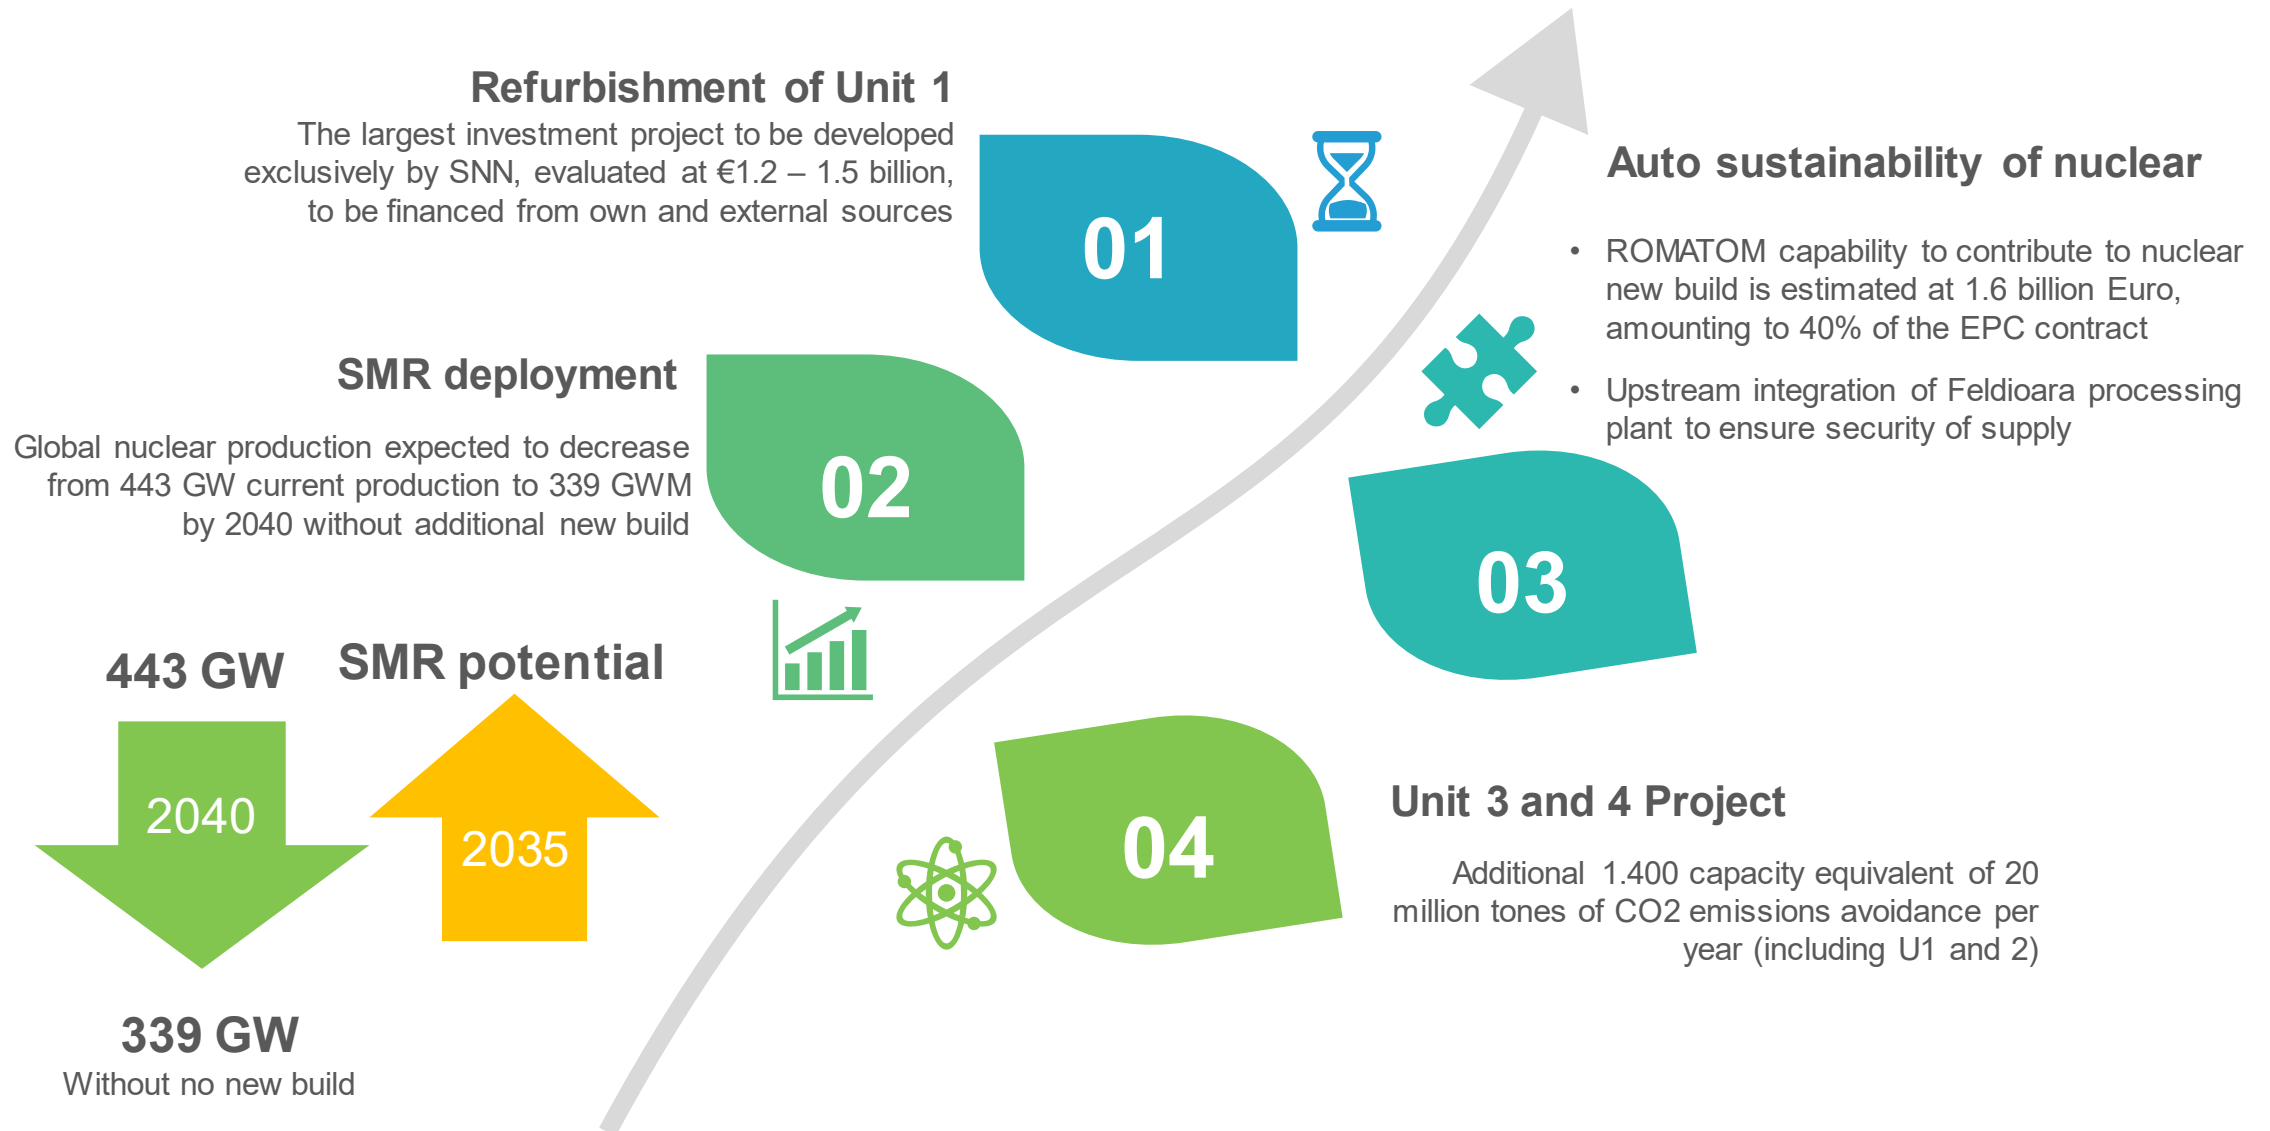 Refurbishment of Unit 1
The largest investment project to be developed
exclusively by SNN, evaluated at €1.2 – 1.5 billion,
to be financed from own and external sources
01
SMR deployment
Global nuclear production expected to decrease
from 443 GW current production to 339 GWM
by 2040 without additional new build
02
443 GW
2040
339 GW
Without no new build
SMR potential
2035
Auto sustainability of nuclear
• ROMATOM capability to contribute to nuclear
new build is estimated at 1.6 billion Euro,
amounting to 40% of the EPC contract
• Upstream integration of Feldioara processing
plant to ensure security of supply
03
04
Unit 3 and 4 Project
Additional 1.400 capacity equivalent of 20
million tones of CO2 emissions avoidance per
year (including U1 and 2)